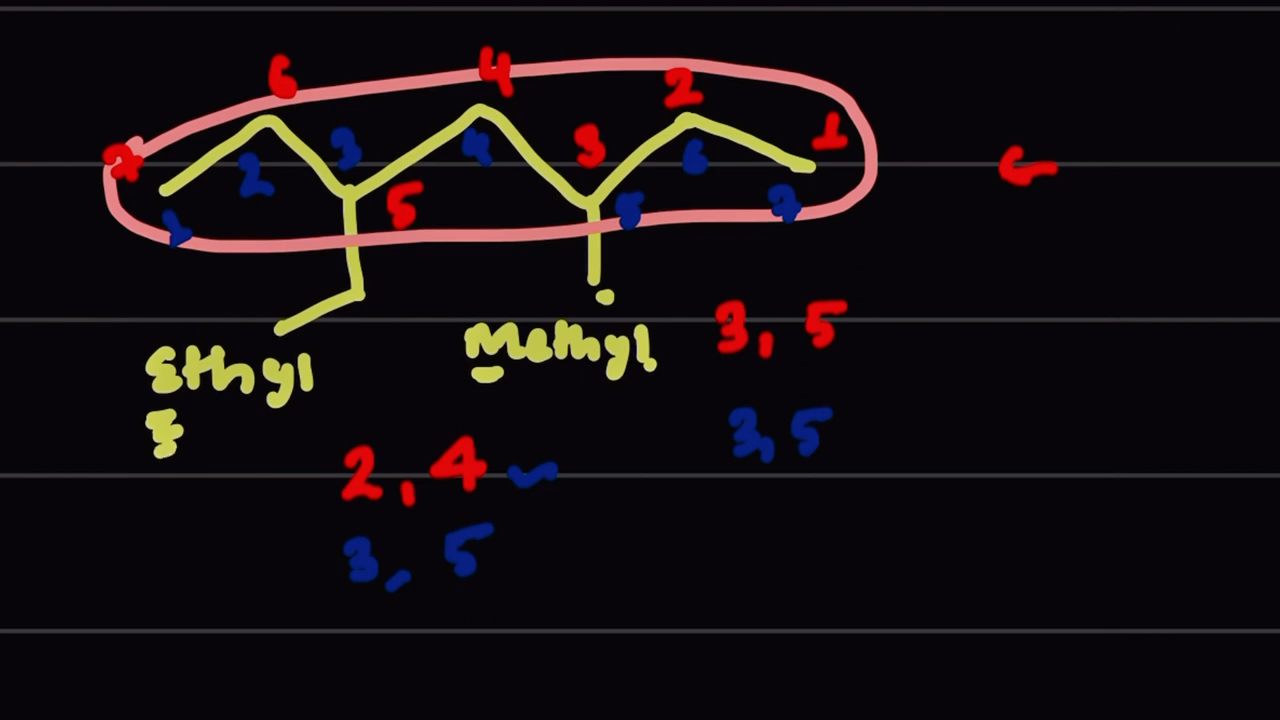 6 4 2
7 2 3 4 3 6 1
1 5 5 7
Ethyl Methyl 3, 5
E 3, 5
2, 4
3, 5